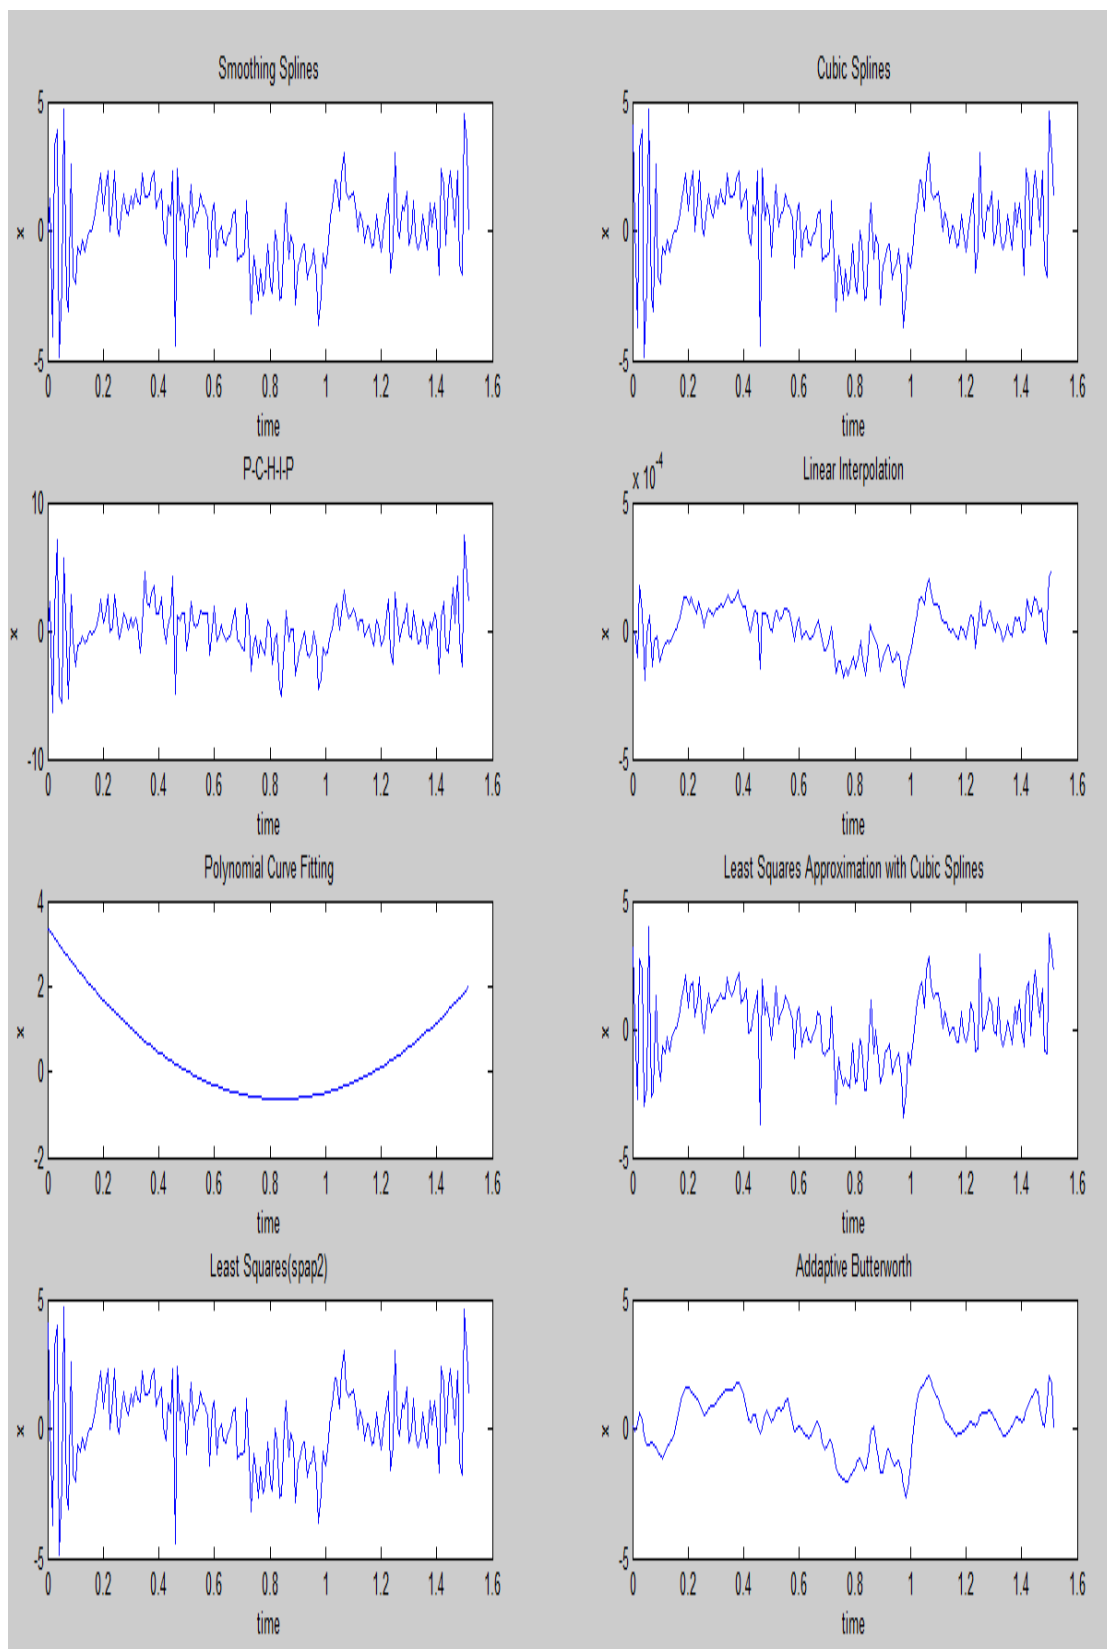 Smoothing Splines
5
0
-5
x
0 0.2 0.4 0.6 0.8 1 1.2 1.4 1.6
time
Cubic Splines
5
0
-5
x
0 0.2 0.4 0.6 0.8 1 1.2 1.4 1.6
time
P-C-H-I-P
10
0
-10
x
0 0.2 0.4 0.6 0.8 1 1.2 1.4 1.6
time
Linear Interpolation
x 10-4
5
0
-5
x
0 0.2 0.4 0.6 0.8 1 1.2 1.4 1.6
time
Polynomial Curve Fitting
4
2
0
-2
x
0 0.2 0.4 0.6 0.8 1 1.2 1.4 1.6
time
Least Squares Approximation with Cubic Splines
5
0
-5
x
0 0.2 0.4 0.6 0.8 1 1.2 1.4 1.6
time
Least Squares(spap2)
5
0
-5
x
0 0.2 0.4 0.6 0.8 1 1.2 1.4 1.6
time
Addaptive Butterworth
5
0
-5
x
0 0.2 0.4 0.6 0.8 1 1.2 1.4 1.6
time